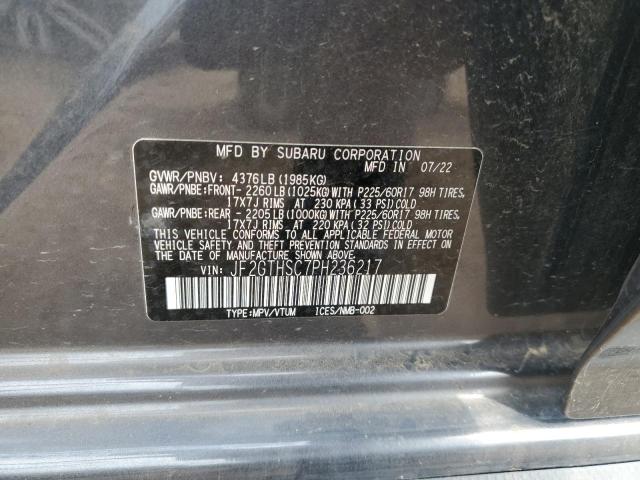 MFD BY SUBARU CORPORATION
MFD IN 07/22
GVWR/PNBV: 4376LB (1985KG)
GAWR/PNBE:FRONT- 2260LB (1025KG) WITH P225/60R17 98H TIRES,
17X7J RIMS AT 230 KPA (33 PSI) COLD
GAWR/PNBE:REAR - 2205LB (1000KG) WITH P225/60R17 98H TIRES,
17X7J RIMS AT 220 KPA (32 PSI) COLD
THIS VEHICLE CONFORMS TO ALL APPLICABLE FEDERAL MOTOR
VEHICLE SAFETY AND THEFT PREVENTION STANDARDS IN EFFECT
ON THE DATE OF MANUFACTURE SHOWN ABOVE.
VIN: JF2GTHSC7PH236217
TYPE:MPV/VTUM ICES/NMB-002